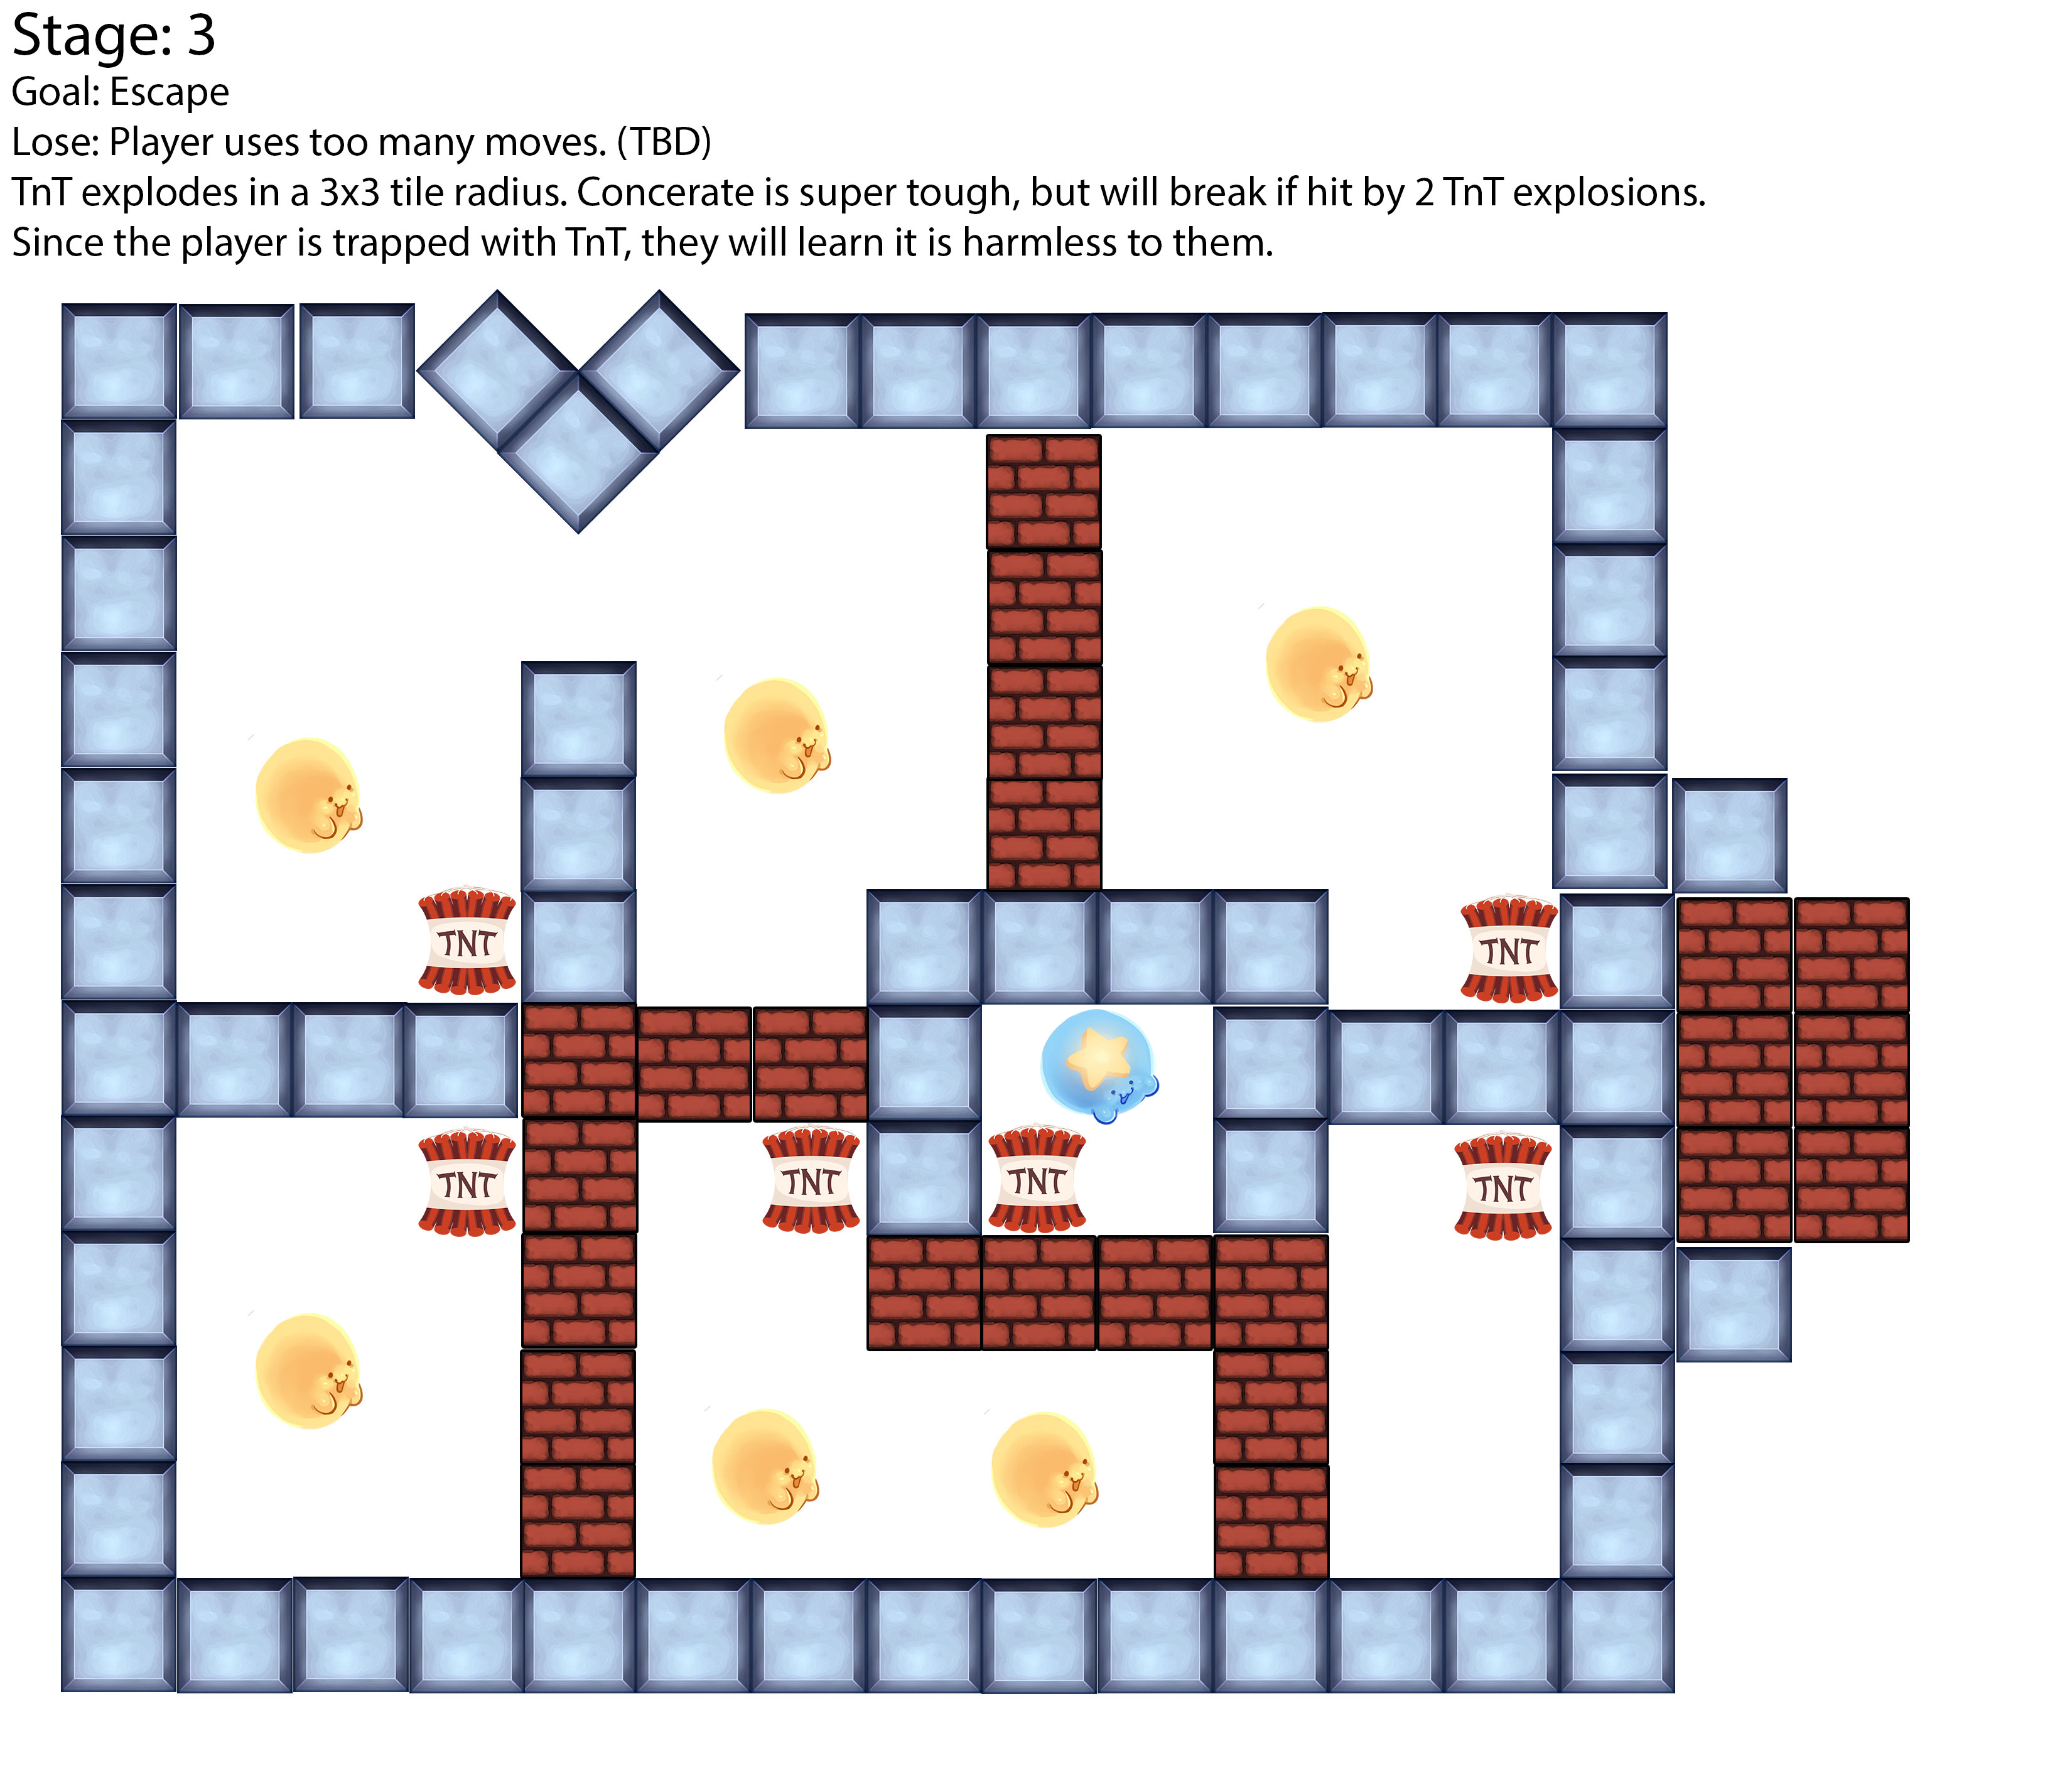 Stage: 3
Goal: Escape
Lose: Player uses too many moves. (TBD)
TnT explodes in a 3x3 tile radius. Concerate is super tough, but will break if hit by 2 TnT explosions.
Since the player is trapped with TnT, they will learn it is harmless to them.
TNT
TNT
TNT
TNT
TNT
TNT